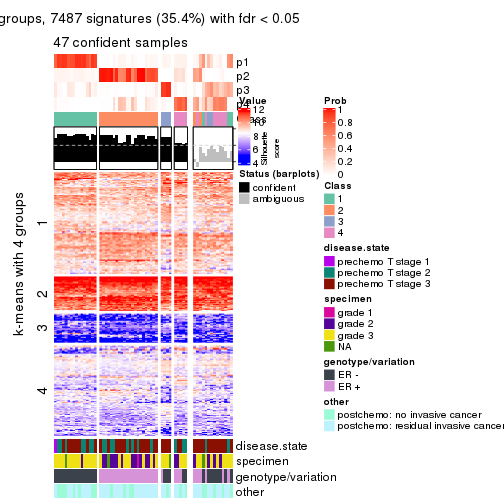 groups, 7487 signatures (35.4%) with fdr < 0.05
47 confident samples
p1
p2
p3
p4
k-means with 4 groups
1
2
3
4
Value
12
10
8
6
4
Silhouette
score
Status (barplots)
confident
ambiguous
Prob
1
0.8
0.6
0.4
0.2
0
Class
1
2
3
4
disease.state
prechemo T stage 1
prechemo T stage 2
prechemo T stage 3
specimen
grade 1
grade 2
grade 3
NA
genotype/variation
ER -
ER +
other
postchemo: no invasive cancer
postchemo: residual invasive cancer
disease.state
specimen
genotype/variation
other